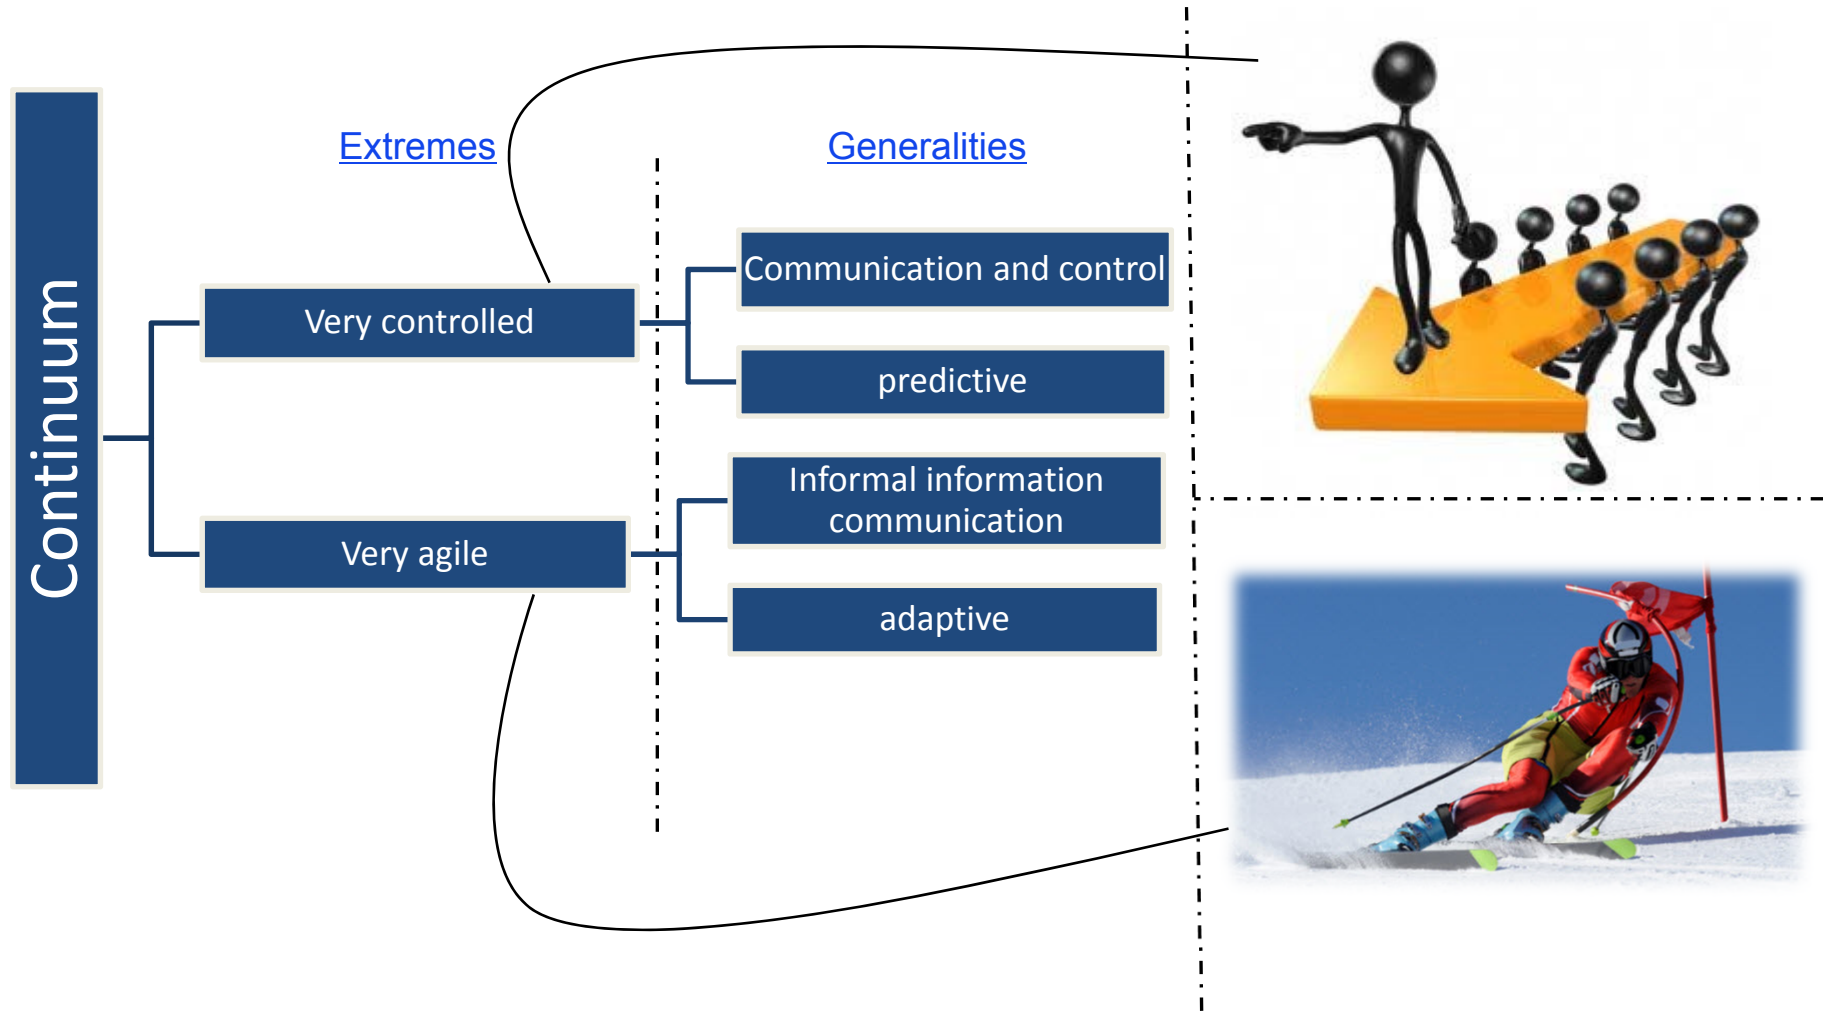 Continuum
Extremes
Generalities
Very controlled
Communication and control
predictive
Very agile
Informal information
communication
adaptive